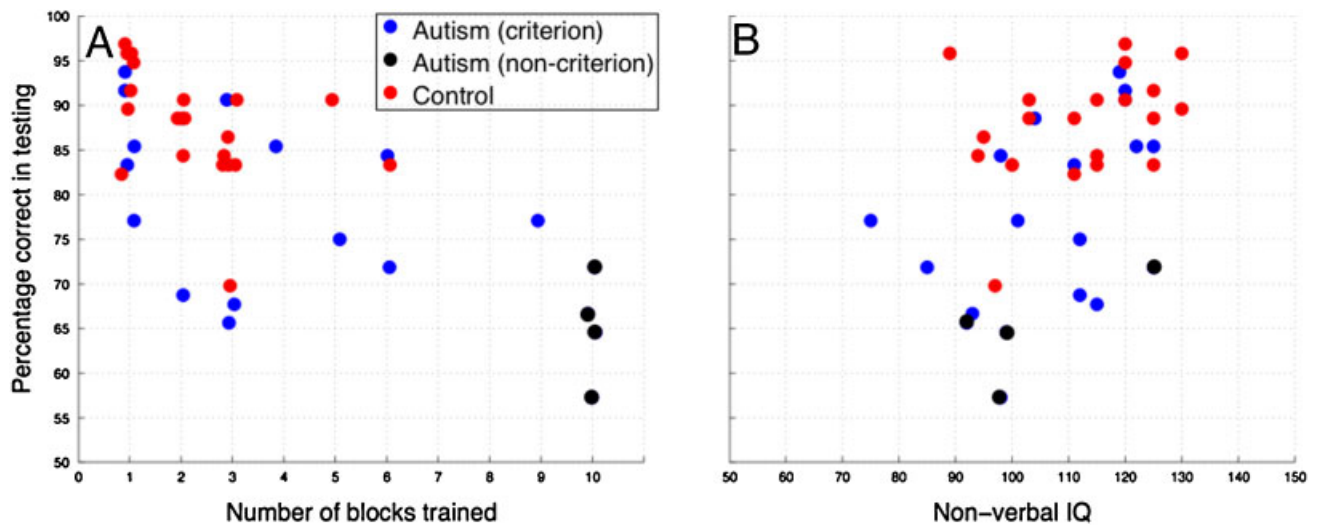 A
Autism (criterion)
Autism (non-criterion)
Control
Percentage correct in testing
100
95
90
85
80
75
70
65
60
55
50
0 1 2 3 4 5 6 7 8 9 10
Number of blocks trained
B
50 60 70 80 90 100 110 120 130 140 150
Non-verbal IQ